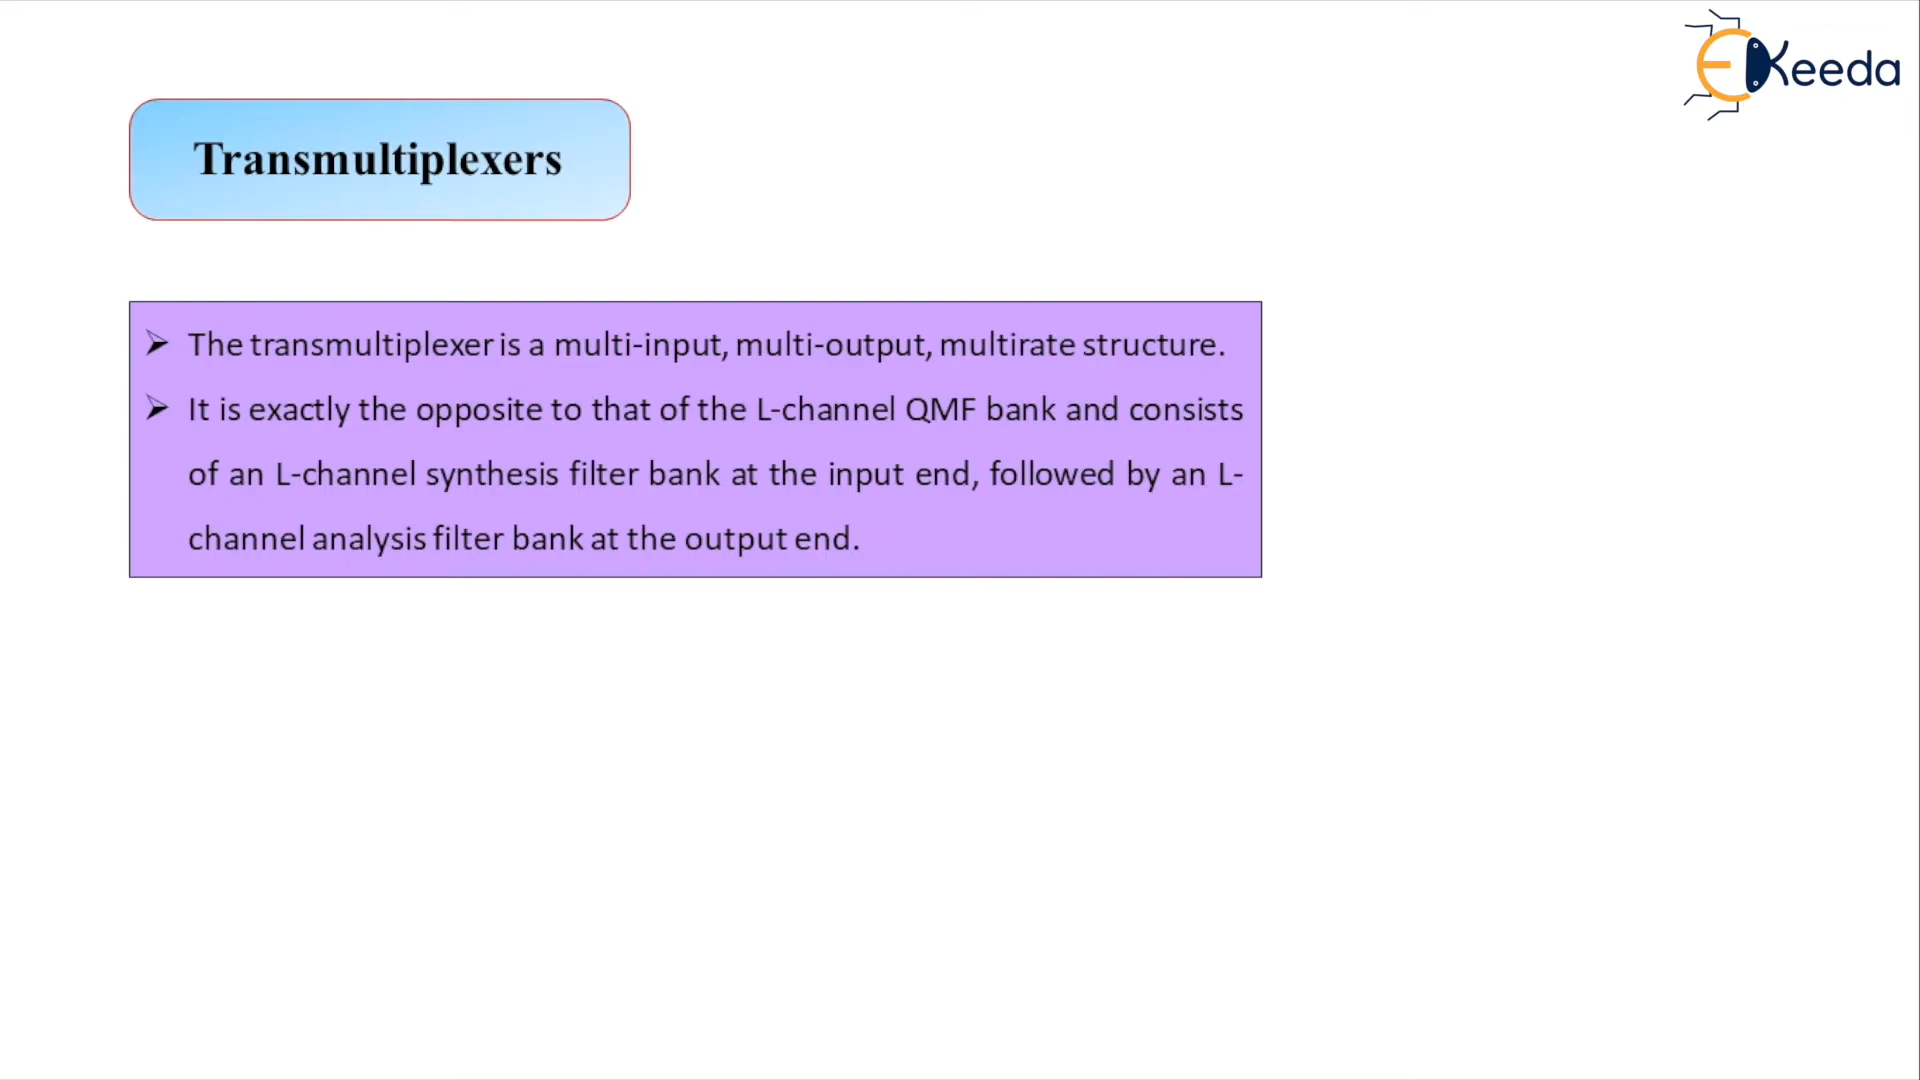 EKeeda
Transmultiplexers
➢ The transmultiplexer is a multi-input, multi-output, multirate structure.
➢ It is exactly the opposite to that of the L-channel QMF bank and consists
of an L-channel synthesis filter bank at the input end, followed by an L-
channel analysis filter bank at the output end.